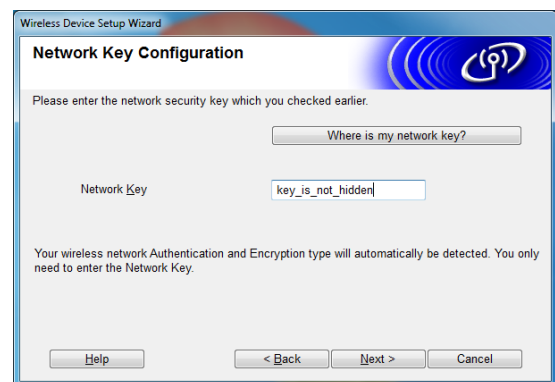 Wireless Device Setup Wizard
Network Key Configuration
Please enter the network security key which you checked earlier.
Where is my network key?
Network Key
key_is_not_hidden
Your wireless network Authentication and Encryption type will automatically be detected. You only
need to enter the Network Key.
Help
< Back
Next >
Cancel